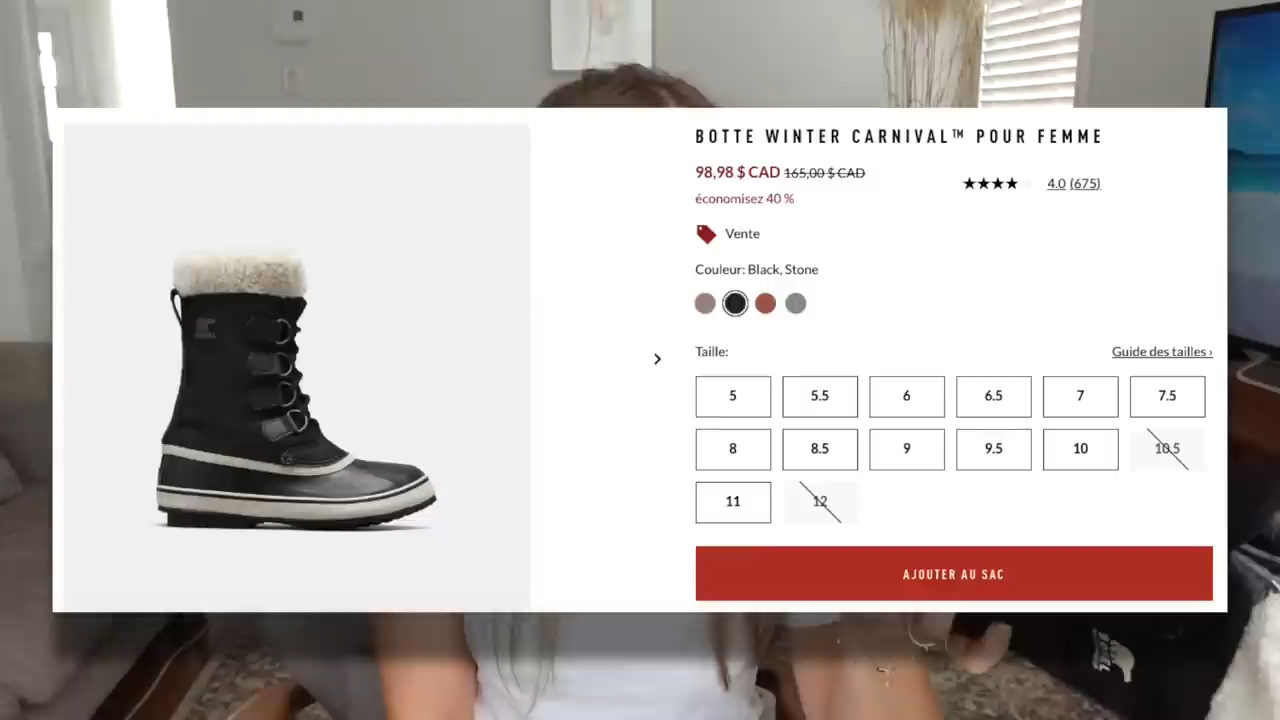 BOTTE WINTER CARNIVAL™ POUR FEMME
98,98 $ CAD 165,00 $ CAD
4.0 (675)
économisez 40 %
Vente
Couleur: Black, Stone
Taille:
Guide des tailles ›
5 5.5 6 6.5 7 7.5
8 8.5 9 9.5 10 10.5
11 12
AJOUTER AU SAC